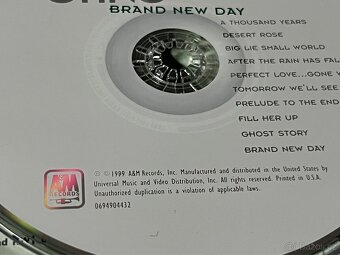 BRAND NEW DAY
A THOUSAND YEARS
DESERT ROSE
BIG LIE SMALL WORLD
AFTER THE RAIN HAS FAL
PERFECT LOVE...GONE W
TOMORROW WE'LL SEE
PRELUDE TO THE END
FILL HER UP
GHOST STORY
BRAND NEW DAY
℗ © 1999 A&M Records, Inc. Manufactured and distributed in the United States by
Universal Music and Video Distribution, Inc. All rights reserved. Printed in U.S.A.
Unauthorized duplication is a violation of applicable laws.
0694904432
A&M
RECORDS